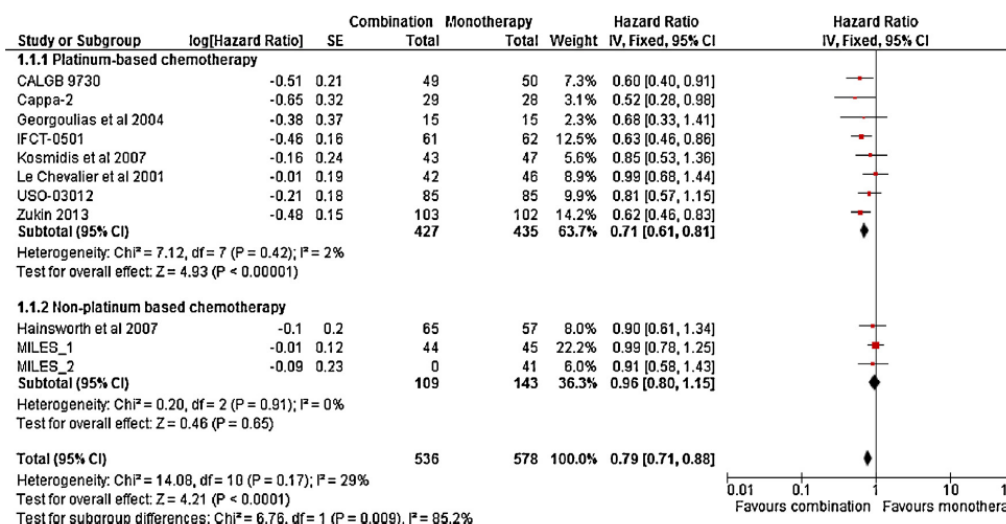 Combination Monotherapy Hazard Ratio Hazard Ratio
Study or Subgroup log[Hazard Ratio] SE Total Total Weight IV, Fixed, 95% CI IV, Fixed, 95% CI
1.1.1 Platinum-based chemotherapy
CALGB 9730 -0.51 0.21 49 50 7.3% 0.60 [0.40, 0.91]
Cappa-2 -0.65 0.32 29 28 3.1% 0.52 [0.28, 0.98]
Georgoulias et al 2004 -0.38 0.37 15 15 2.3% 0.68 [0.33, 1.41]
IFCT-0501 -0.46 0.16 61 62 12.5% 0.63 [0.46, 0.86]
Kosmidis et al 2007 -0.16 0.24 43 47 5.6% 0.85 [0.53, 1.36]
Le Chevalier et al 2001 -0.01 0.19 42 46 8.9% 0.99 [0.68, 1.44]
USO-03012 -0.21 0.18 85 85 9.9% 0.81 [0.57, 1.15]
Zukin 2013 -0.48 0.15 103 102 14.2% 0.62 [0.46, 0.83]
Subtotal (95% CI) 427 435 63.7% 0.71 [0.61, 0.81]
Heterogeneity: Chi² = 7.12, df = 7 (P = 0.42); I² = 2%
Test for overall effect: Z = 4.93 (P < 0.00001)
1.1.2 Non-platinum based chemotherapy
Hainsworth et al 2007 -0.1 0.2 65 57 8.0% 0.90 [0.61, 1.34]
MILES_1 -0.01 0.12 44 45 22.2% 0.99 [0.78, 1.25]
MILES_2 -0.09 0.23 0 41 6.0% 0.91 [0.58, 1.43]
Subtotal (95% CI) 109 143 36.3% 0.96 [0.80, 1.15]
Heterogeneity: Chi² = 0.20, df = 2 (P = 0.91); I² = 0%
Test for overall effect: Z = 0.46 (P = 0.65)
Total (95% CI) 536 578 100.0% 0.79 [0.71, 0.88]
Heterogeneity: Chi² = 14.08, df = 10 (P = 0.17); I² = 29%
Test for overall effect: Z = 4.21 (P < 0.0001)
Test for subgroup differences: Chi² = 6.76, df = 1 (P = 0.009), I² = 85.2%
0.01 0.1 1 10
Favours combination Favours monothera